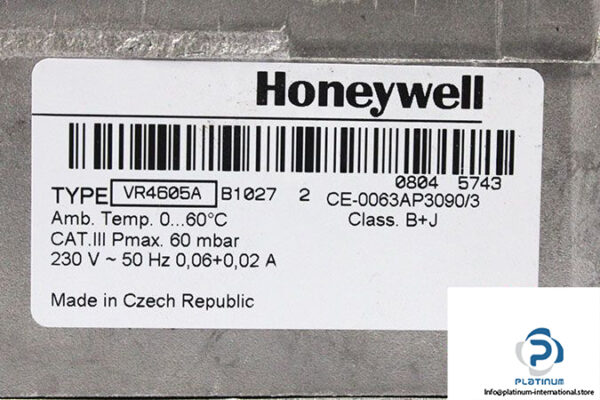 Honeywell
0804 5743
TYPE VR4605A B1027 2 CE-0063AP3090/3
Amb. Temp. 0...60°C Class. B+J
CAT.III Pmax. 60 mbar
230 V ~ 50 Hz 0,06+0,02 A
Made in Czech Republic
PLATINUM
Info@platinum-international.store